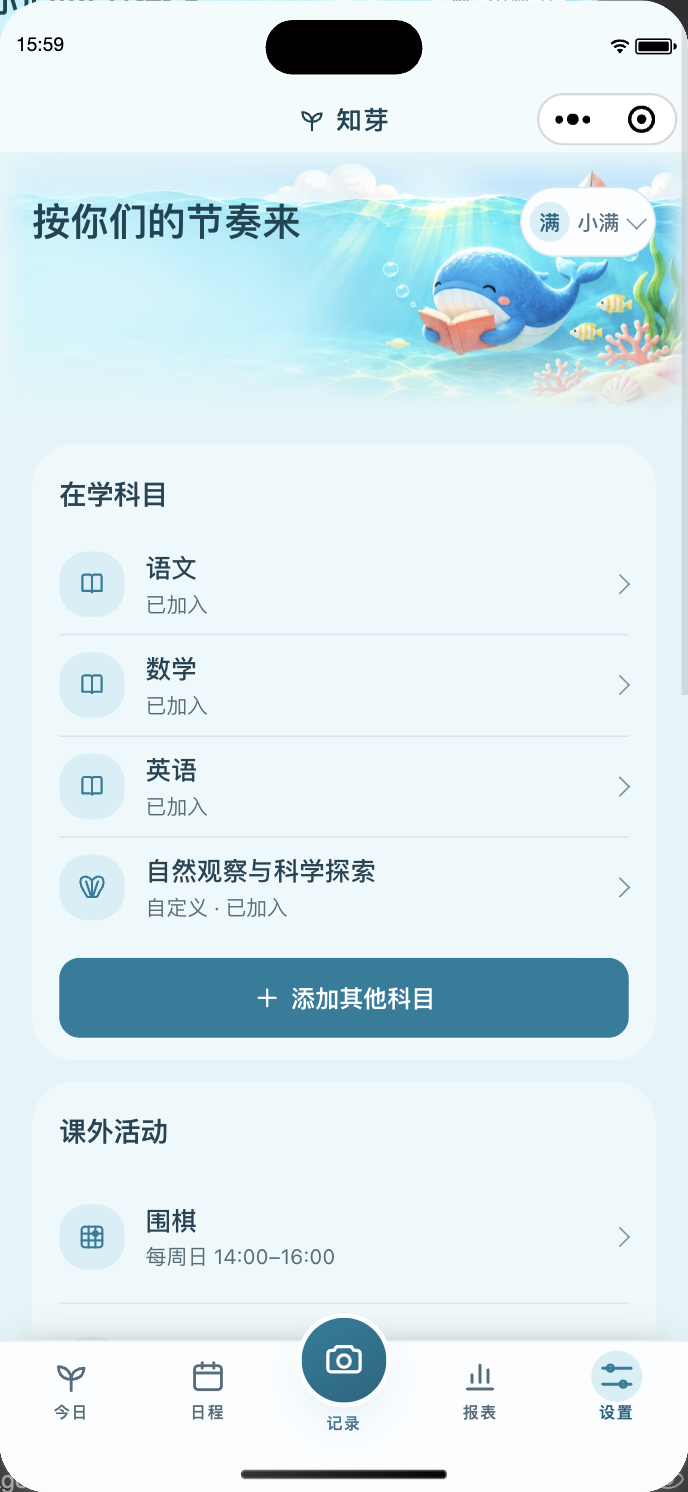 15:59
知芽
按你们的节奏来
满 小满
在学科目
语文
已加入
数学
已加入
英语
已加入
自然观察与科学探索
自定义 · 已加入
添加其他科目
课外活动
围棋
每周日 14:00–16:00
今日
日程
记录
报表
设置